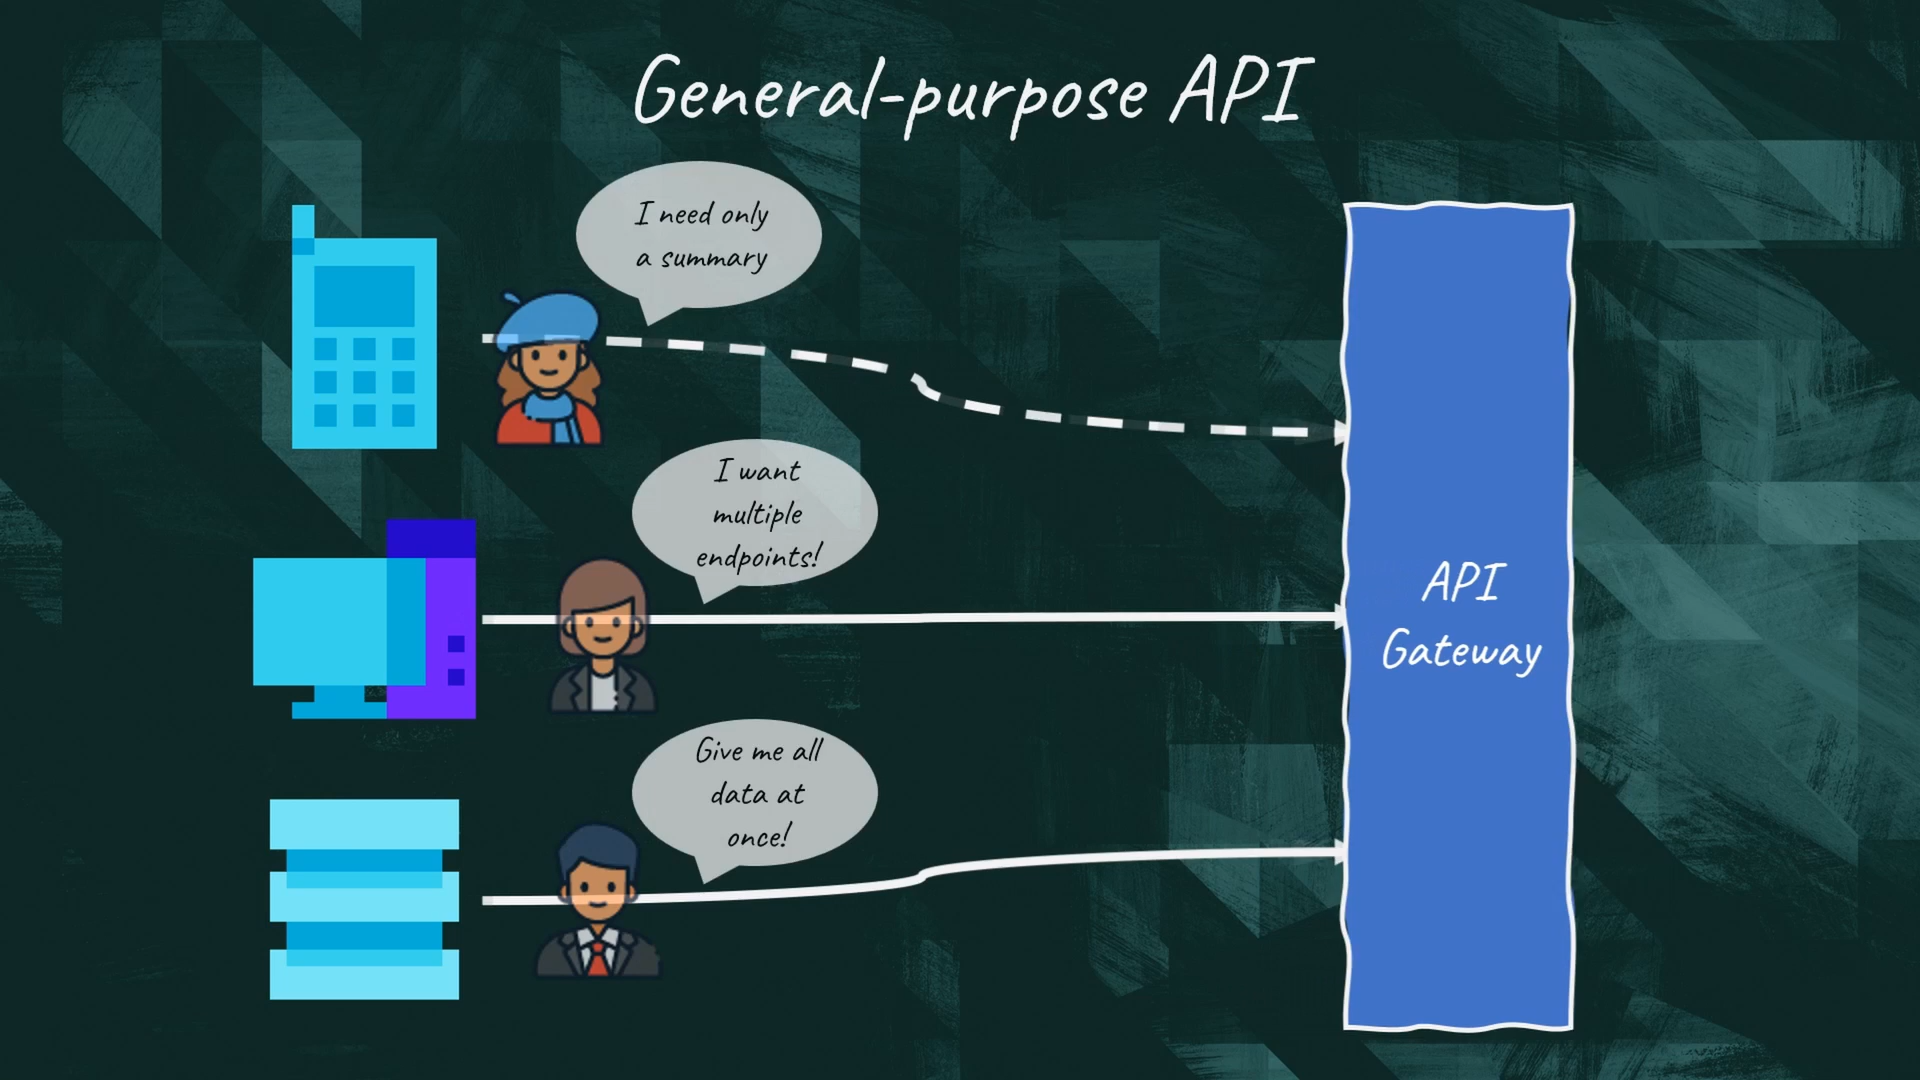 General-purpose API
I need only
a summary
I want
multiple
endpoints!
API
Gateway
Give me all
data at
once!